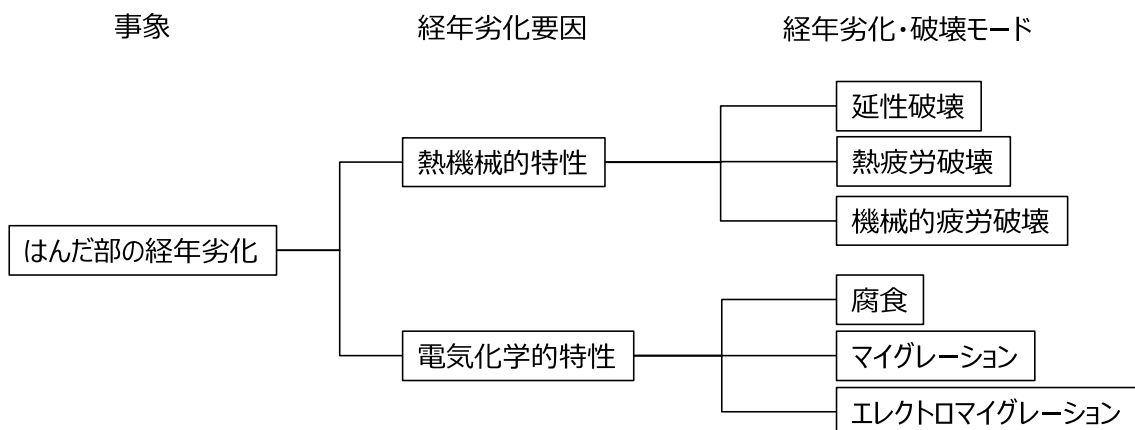 事象
経年劣化要因
経年劣化・破壊モード
はんだ部の経年劣化
熱機械的特性
延性破壊
熱疲労破壊
機械的疲労破壊
電気化学的特性
腐食
マイグレーション
エレクトロマイグレーション